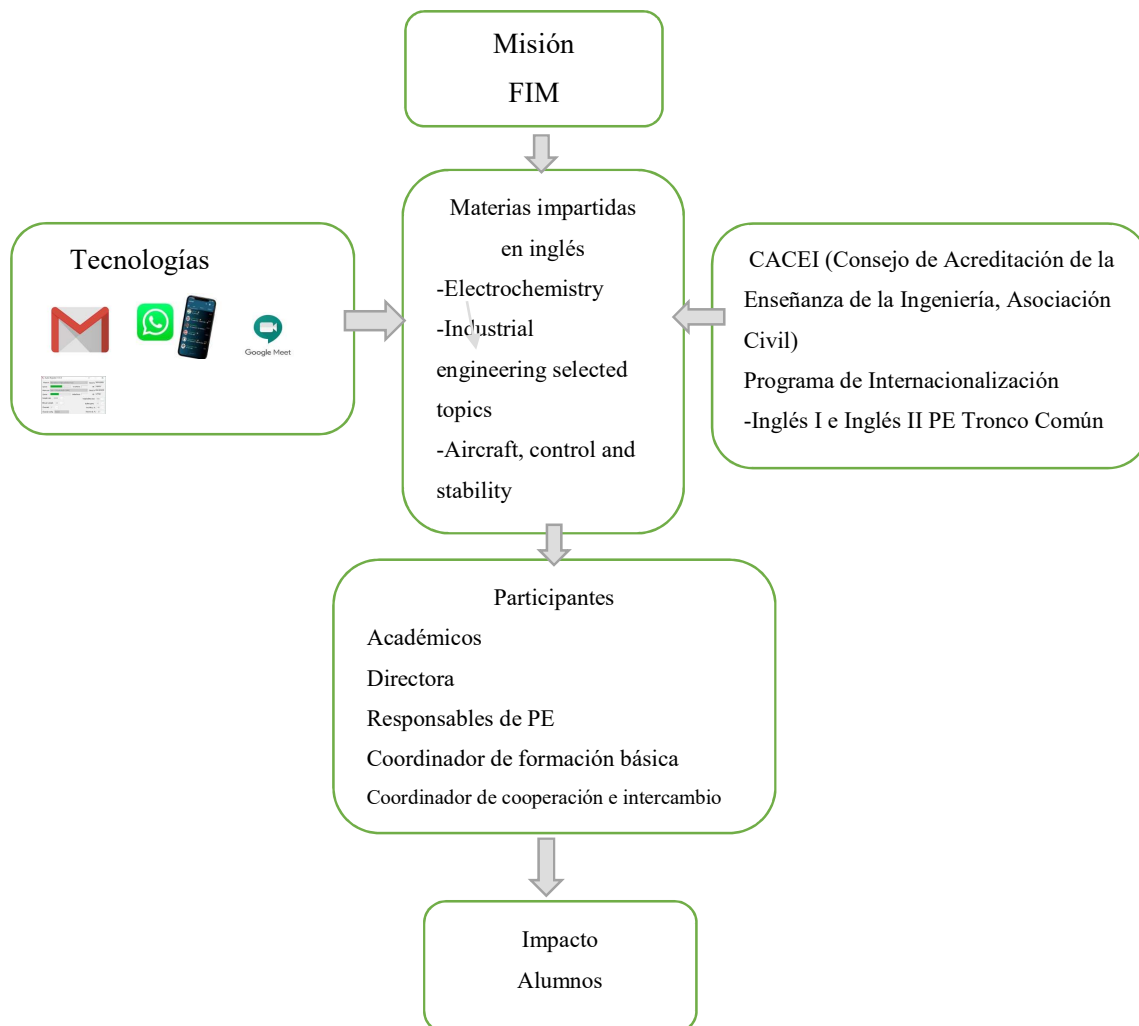 Misión
FIM
Materias impartidas
en inglés
-Electrochemistry
-Industrial
engineering selected
topics
-Aircraft, control and
stability
Tecnologías
Google Meet
CACEI (Consejo de Acreditación de la
Enseñanza de la Ingeniería, Asociación
Civil)
Programa de Internacionalización
-Inglés I e Inglés II PE Tronco Común
Participantes
Académicos
Directora
Responsables de PE
Coordinador de formación básica
Coordinador de cooperación e intercambio
Impacto
Alumnos